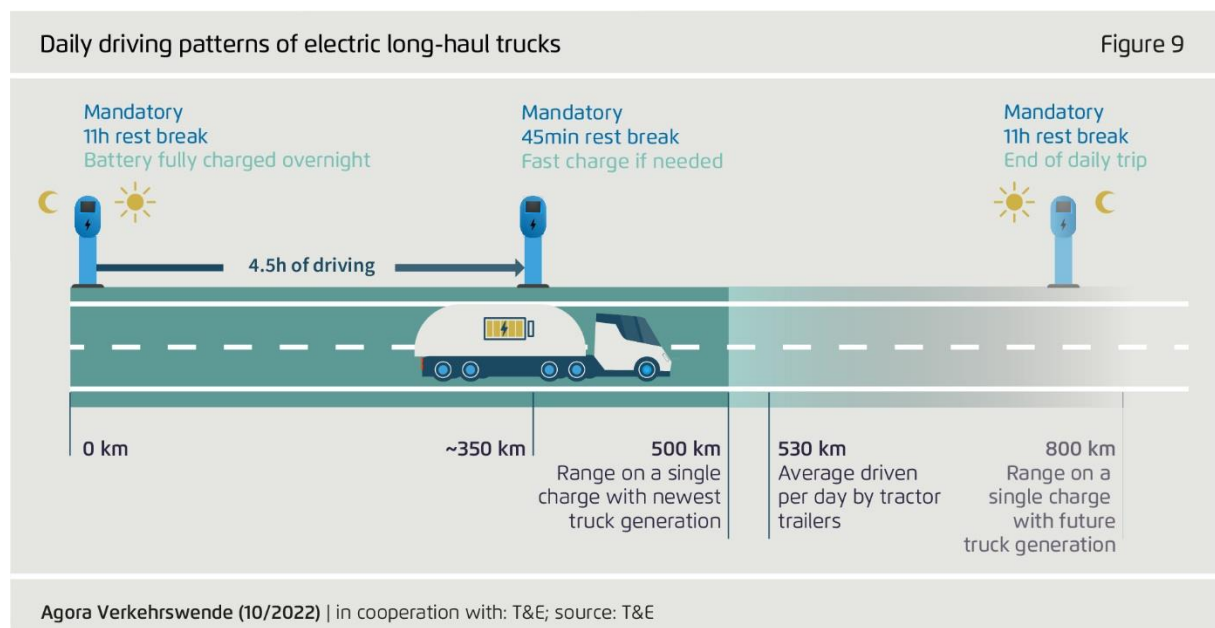 Daily driving patterns of electric long-haul trucks
Figure 9
Mandatory
11h rest break
Battery fully charged overnight
Mandatory
45min rest break
Fast charge if needed
Mandatory
11h rest break
End of daily trip
4.5h of driving
0 km
~350 km
500 km
Range on a single
charge with newest
truck generation
530 km
Average driven
per day by tractor
trailers
800 km
Range on a
single charge
with future
truck generation
Agora Verkehrswende (10/2022) | in cooperation with: T&E; source: T&E